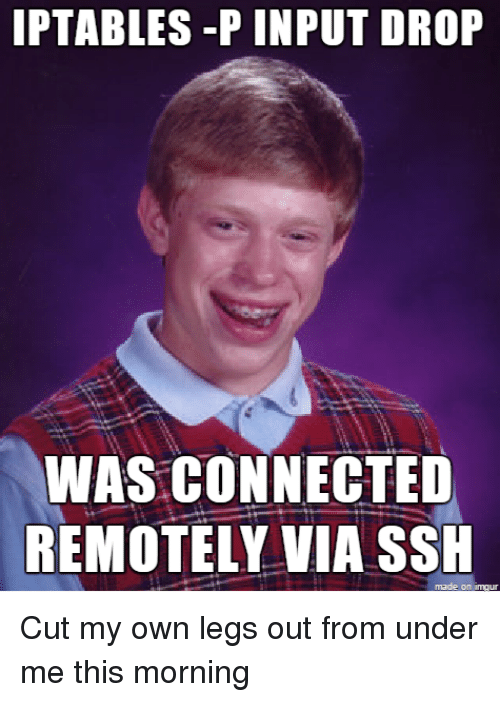 IPTABLES -P INPUT DROP
WAS CONNECTED
REMOTELY VIA SSH
made on imgur
Cut my own legs out from under
me this morning